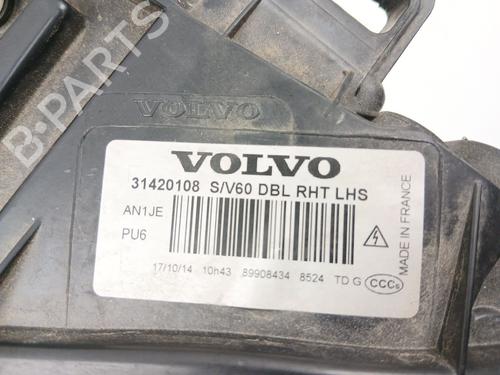 B-PARTS
VOLVO
VOLVO
31420108 S/V60 DBL RHT LHS
AN1JE
PU6
17/10/14 10h43 89908434 8524 TD G CCCs
MADE IN FRANCE